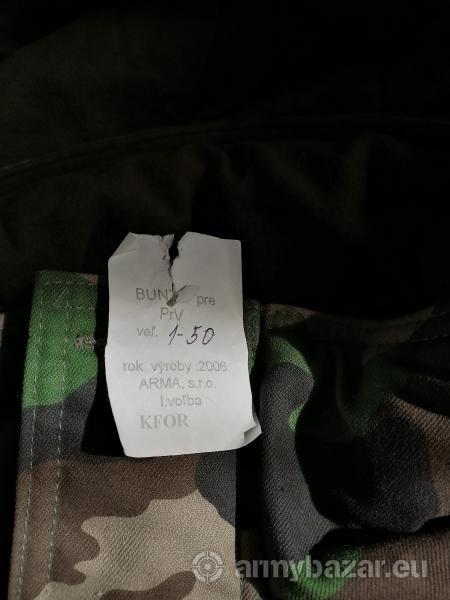 BUN pre
PrV
veľ. 1-50
rok výroby :2006
ARMA, s.r.o.
I.voľba
KFOR
armybazar.eu